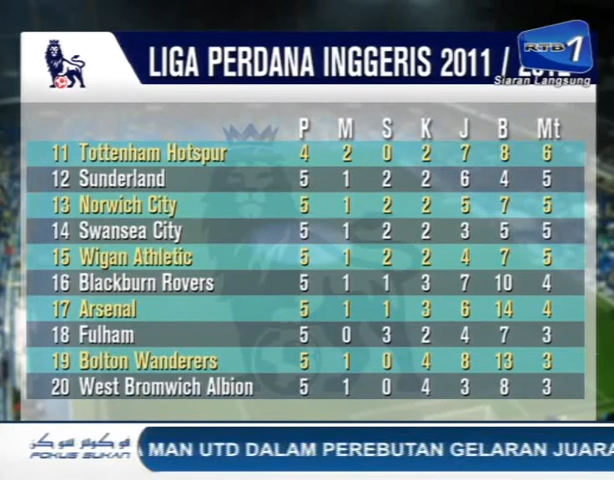 LIGA PERDANA INGGERIS 2011 / 2012
RTB 1
Siaran Langsung
P M S K J B Mt
11 Tottenham Hotspur 4 2 0 2 7 8 6
12 Sunderland 5 1 2 2 6 4 5
13 Norwich City 5 1 2 2 5 7 5
14 Swansea City 5 1 2 2 3 5 5
15 Wigan Athletic 5 1 2 2 4 7 5
16 Blackburn Rovers 5 1 1 3 7 10 4
17 Arsenal 5 1 1 3 6 14 4
18 Fulham 5 0 3 2 4 7 3
19 Bolton Wanderers 5 1 0 4 8 13 3
20 West Bromwich Albion 5 1 0 4 3 8 3
فوكوس سوكن
FOKUS SUKAN
A MAN UTD DALAM PEREBUTAN GELARAN JUARA